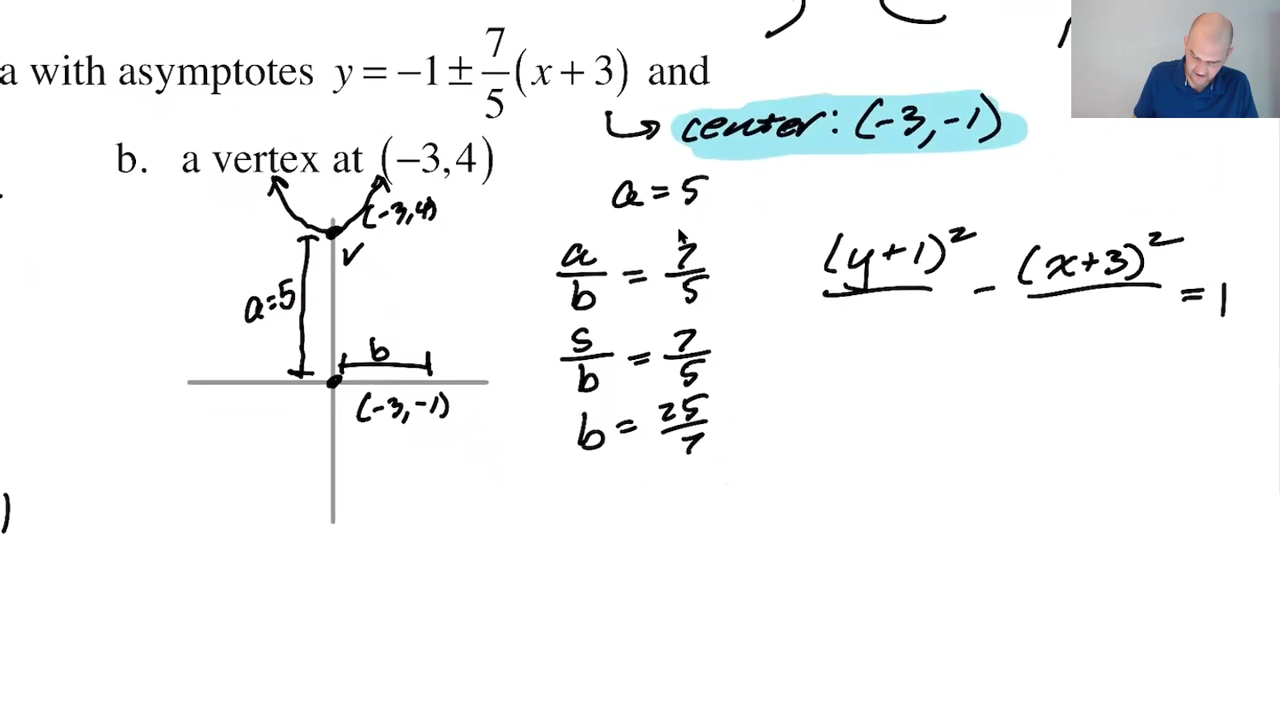 a with asymptotes y = −1 ± 7/5 (x + 3) and
center: (-3, -1)
b. a vertex at (−3, 4)
(-3, 4)
V
a=5
b
(-3, -1)
a = 5
a/b = 7/5
5/b = 7/5
b = 25/7
(y+1)² - (x+3)² = 1
)